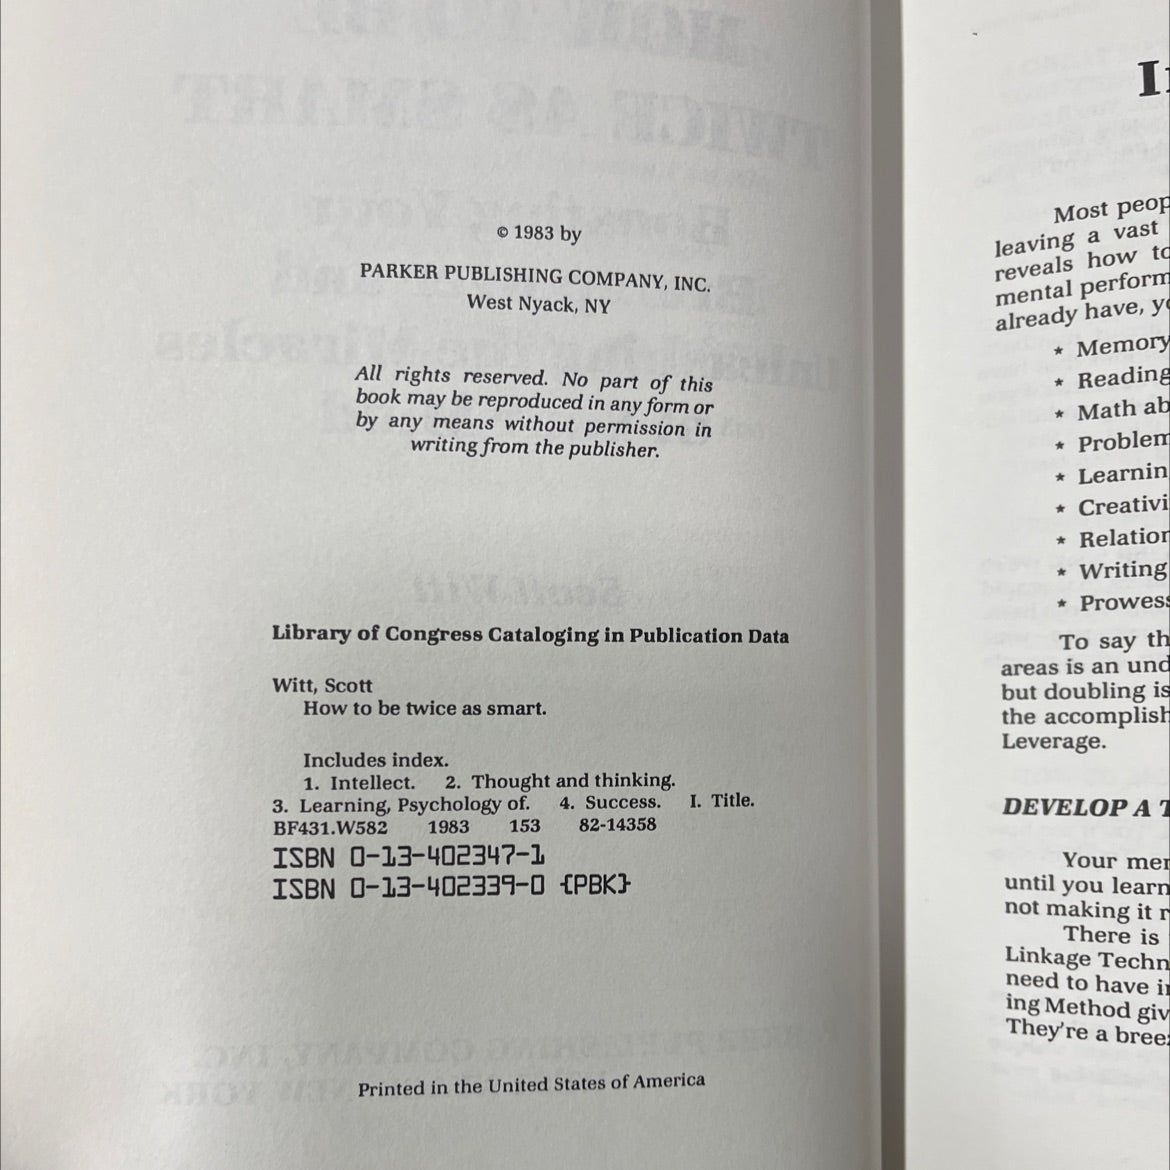 © 1983 by
PARKER PUBLISHING COMPANY, INC.
West Nyack, NY
All rights reserved. No part of this
book may be reproduced in any form or
by any means without permission in
writing from the publisher.
Library of Congress Cataloging in Publication Data
Witt, Scott
How to be twice as smart.
Includes index.
1. Intellect. 2. Thought and thinking.
3. Learning, Psychology of. 4. Success. I. Title.
BF431.W582 1983 153 82-14358
ISBN 0-13-402347-1
ISBN 0-13-402339-0 {PBK}
Printed in the United States of America
Most peop
leaving a vast
reveals how to
mental perform
already have, yo
★ Memory
★ Reading
★ Math ab
★ Problem
★ Learnin
★ Creativi
★ Relation
★ Writing
★ Prowess
To say th
areas is an und
but doubling is
the accomplish
Leverage.
DEVELOP A T
Your mer
until you learn
not making it r
There is
Linkage Techn
need to have i
ing Method giv
They're a bree